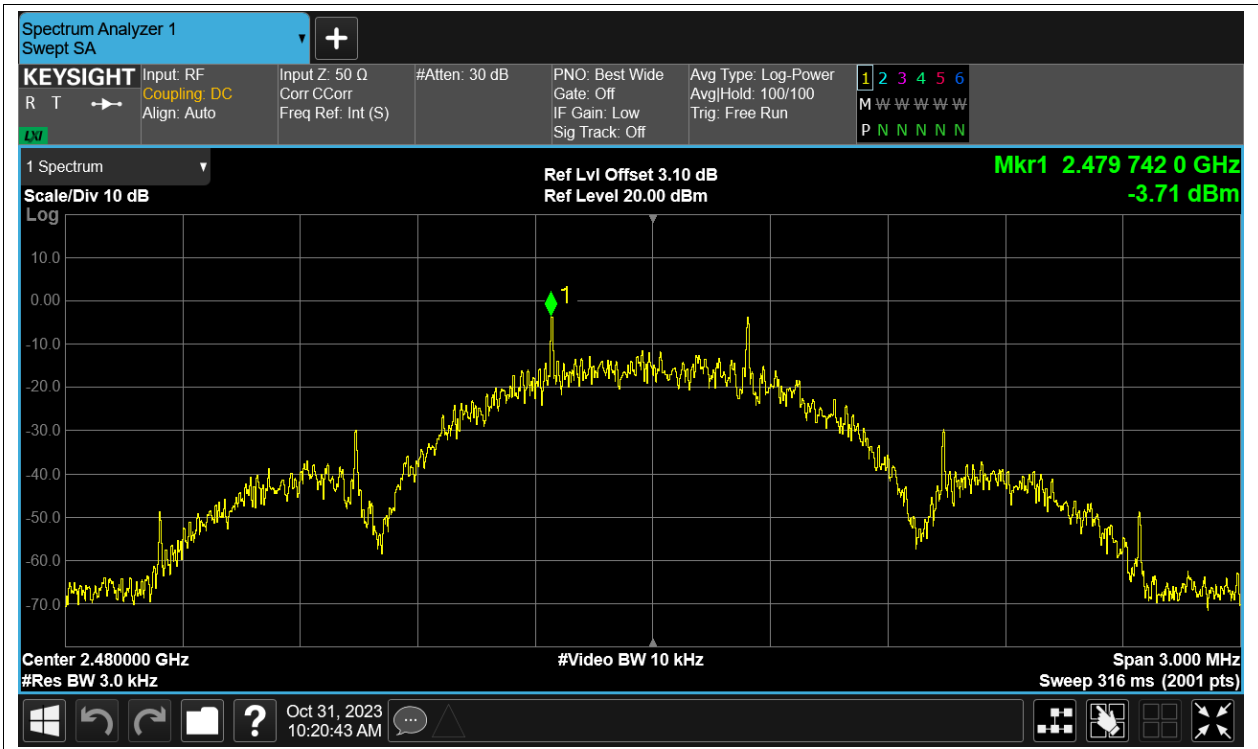 Spectrum Analyzer 1
Swept SA
KEYSIGHT
R T
LXI
Input: RF
Coupling: DC
Align: Auto
Input Z: 50 Ω
Corr CCorr
Freq Ref: Int (S)
#Atten: 30 dB
PNO: Best Wide
Gate: Off
IF Gain: Low
Sig Track: Off
Avg Type: Log-Power
Avg|Hold: 100/100
Trig: Free Run
1 2 3 4 5 6
M W W W W W
P N N N N N
1 Spectrum
Scale/Div 10 dB
Log
Ref Lvl Offset 3.10 dB
Ref Level 20.00 dBm
Mkr1 2.479 742 0 GHz
-3.71 dBm
1
10.0
0.00
-10.0
-20.0
-30.0
-40.0
-50.0
-60.0
-70.0
Center 2.480000 GHz
#Res BW 3.0 kHz
#Video BW 10 kHz
Span 3.000 MHz
Sweep 316 ms (2001 pts)
?
Oct 31, 2023
10:20:43 AM